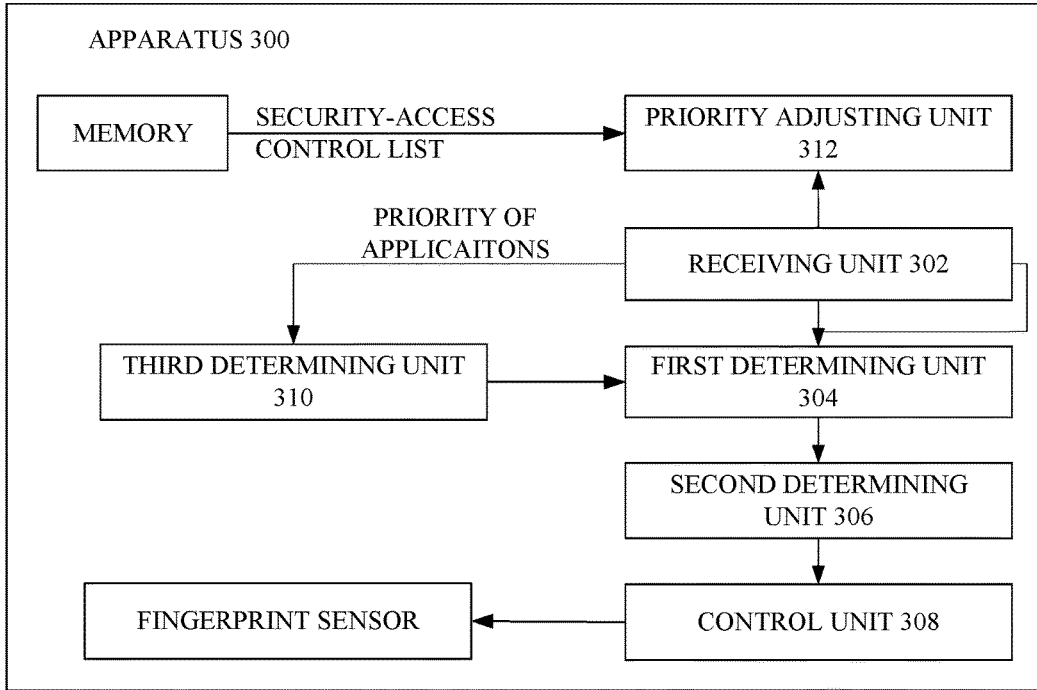 APPARATUS 300
MEMORY
SECURITY-ACCESS
CONTROL LIST
PRIORITY ADJUSTING UNIT
312
PRIORITY OF
APPLICAITONS
RECEIVING UNIT 302
THIRD DETERMINING UNIT
310
FIRST DETERMINING UNIT
304
SECOND DETERMINING
UNIT 306
FINGERPRINT SENSOR
CONTROL UNIT 308